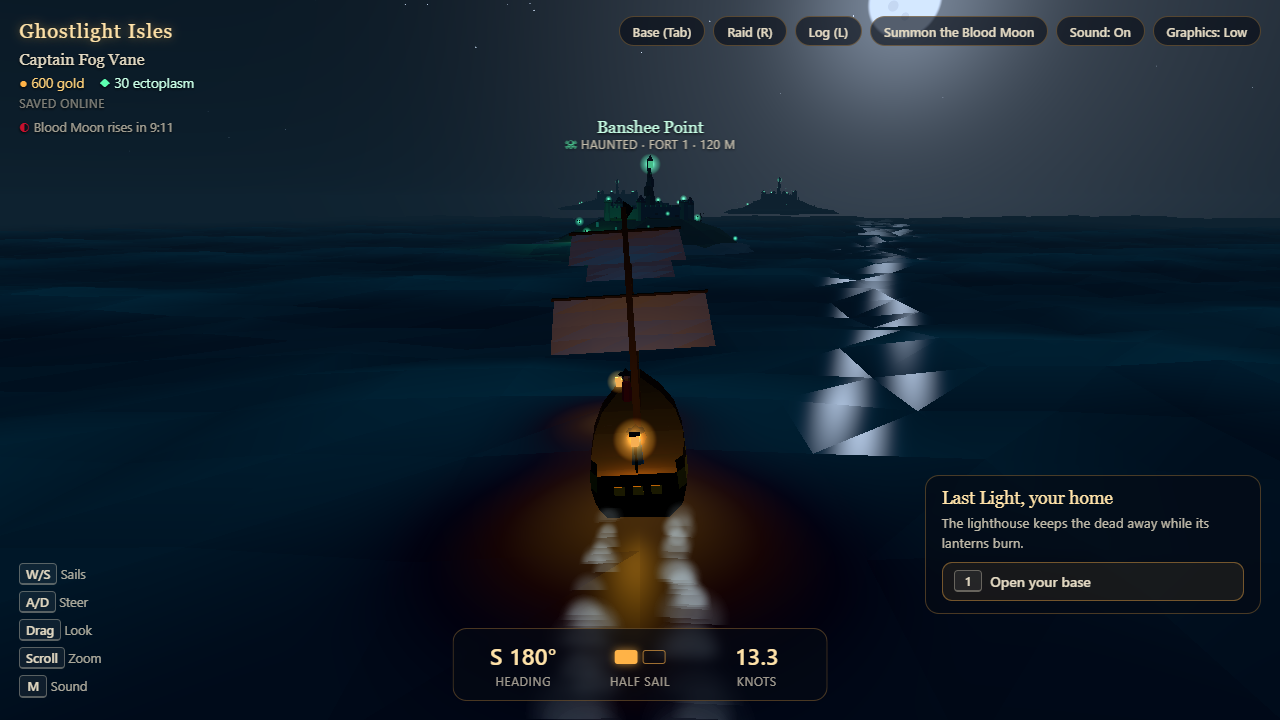 Ghostlight Isles
Captain Fog Vane
600 gold 30 ectoplasm
SAVED ONLINE
Blood Moon rises in 9:11
Base (Tab) Raid (R) Log (L) Summon the Blood Moon Sound: On Graphics: Low
Banshee Point
HAUNTED · FORT 1 · 120 M
Last Light, your home
The lighthouse keeps the dead away while its
lanterns burn.
1 Open your base
W/S Sails
A/D Steer
Drag Look
Scroll Zoom
M Sound
S 180° 13.3
HEADING HALF SAIL KNOTS